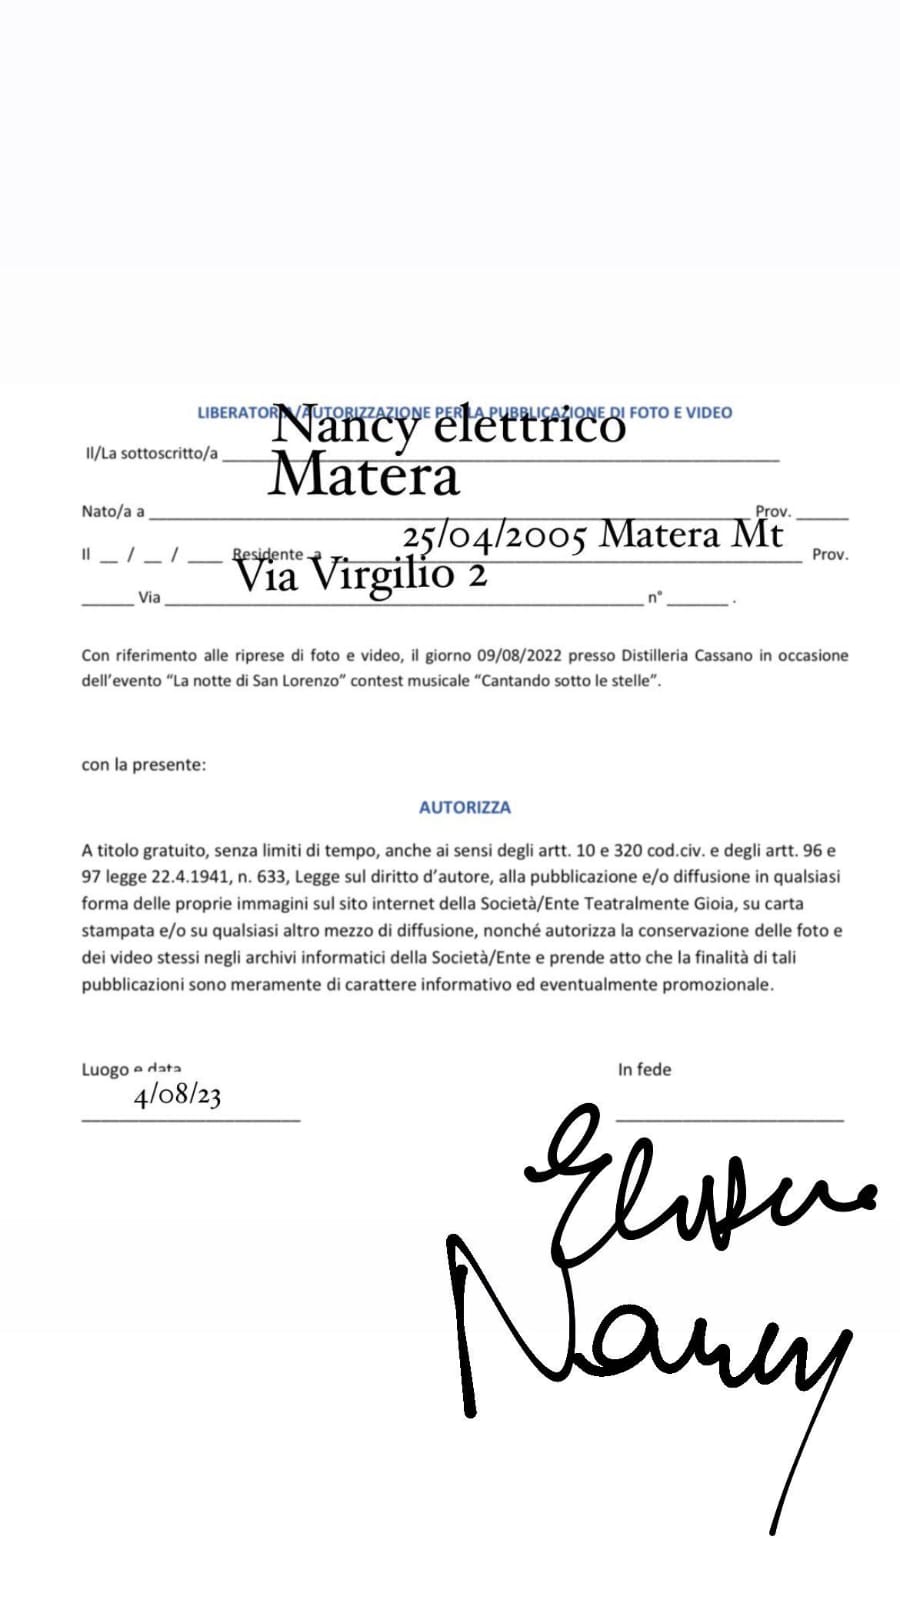 LIBERATORIA/AUTORIZZAZIONE PER LA PUBBLICAZIONE DI FOTO E VIDEO
Nancy elettrico
Il/La sottoscritto/a ____
Matera
Nato/a a ____ Prov. ____
25/04/2005 Matera Mt
Il __ / __ / ___ Residente a ____ Prov.
Via Virgilio 2
____ Via ____ n° ____ .
Con riferimento alle riprese di foto e video, il giorno 09/08/2022 presso Distilleria Cassano in occasione
dell'evento "La notte di San Lorenzo" contest musicale "Cantando sotto le stelle".
con la presente:
AUTORIZZA
A titolo gratuito, senza limiti di tempo, anche ai sensi degli artt. 10 e 320 cod.civ. e degli artt. 96 e
97 legge 22.4.1941, n. 633, Legge sul diritto d'autore, alla pubblicazione e/o diffusione in qualsiasi
forma delle proprie immagini sul sito internet della Società/Ente Teatralmente Gioia, su carta
stampata e/o su qualsiasi altro mezzo di diffusione, nonché autorizza la conservazione delle foto e
dei video stessi negli archivi informatici della Società/Ente e prende atto che la finalità di tali
pubblicazioni sono meramente di carattere informativo ed eventualmente promozionale.
Luogo e data In fede
4/08/23
Nancy